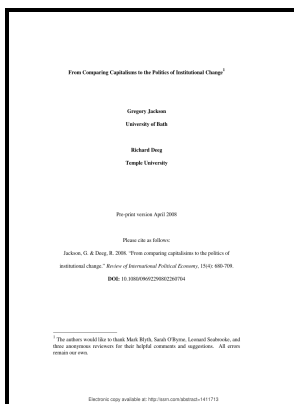 From Comparing Capitalisms to the Politics of Institutional Change¹
Gregory Jackson
University of Bath
Richard Deeg
Temple University
Pre-print version April 2008
Please cite as follows:
Jackson, G. & Deeg, R. 2008. "From comparing capitalisms to the politics of
institutional change." Review of International Political Economy, 15(4): 680-709.
DOI: 10.1080/09692290802260704
¹ The authors would like to thank Mark Blyth, Sarah O'Byrne, Leonard Seabrooke, and
three anonymous reviewers for their helpful comments and suggestions. All errors
remain our own.
Electronic copy available at: http://ssrn.com/abstract=1411713